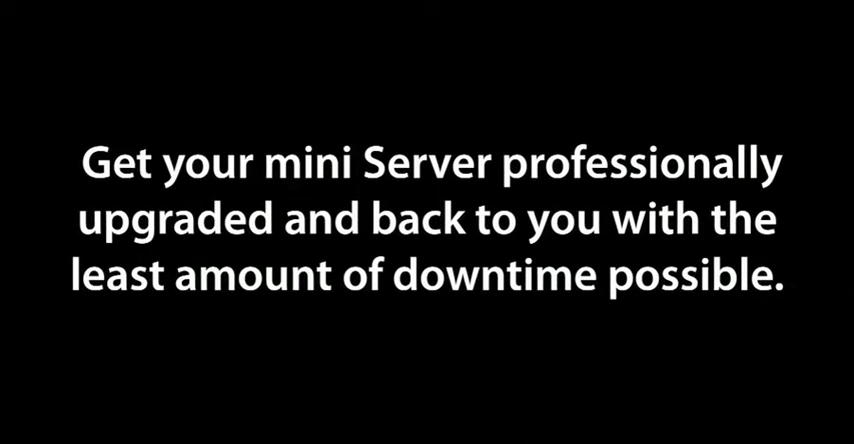 Get your mini Server professionally
upgraded and back to you with the
least amount of downtime possible.